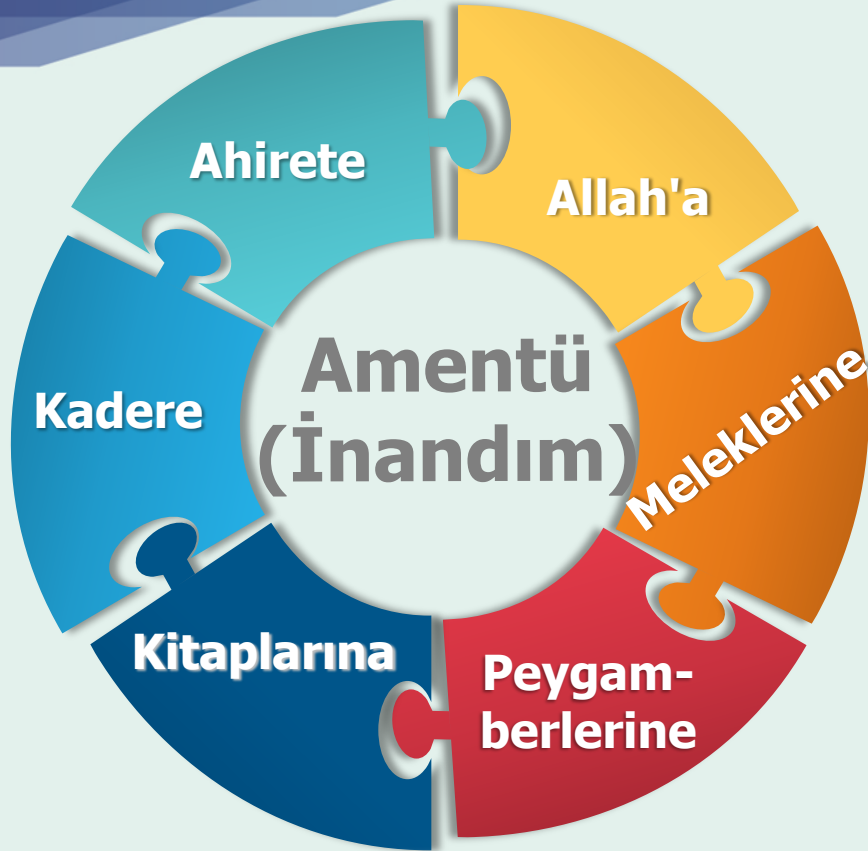 Amentü
(İnandım)
Allah'a
Meleklerine
Peygam-
berlerine
Kitaplarına
Kadere
Ahirete